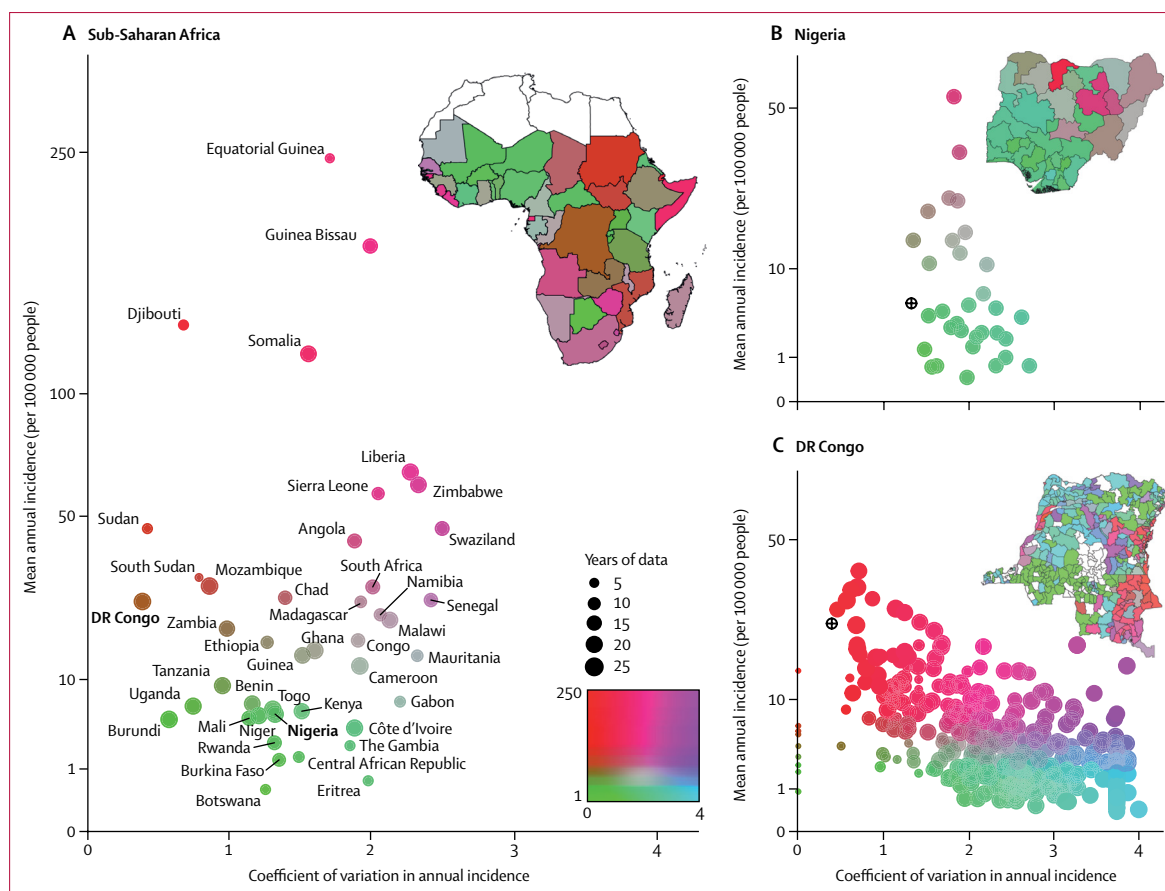 A Sub-Saharan Africa
Mean annual incidence (per 100 000 people)
250
100
50
10
1
0
Equatorial Guinea
Guinea Bissau
Djibouti
Somalia
Liberia
Sierra Leone
Zimbabwe
Sudan
Angola
Swaziland
South Sudan
Mozambique
South Africa
Namibia
Chad
Madagascar
Senegal
DR Congo
Zambia
Malawi
Ethiopia
Ghana
Congo
Guinea
Mauritania
Tanzania
Cameroon
Benin
Uganda
Togo
Kenya
Gabon
Burundi
Mali
Niger
Nigeria
Côte d'Ivoire
Rwanda
The Gambia
Burkina Faso
Central African Republic
Botswana
Eritrea
Years of data
5
10
15
20
25
250
1
0
4
0
1
2
3
4
Coefficient of variation in annual incidence
B Nigeria
Mean annual incidence (per 100 000 people)
50
10
1
0
0
1
2
3
4
C DR Congo
Mean annual incidence (per 100 000 people)
50
10
1
0
0
1
2
3
4
Coefficient of variation in annual incidence